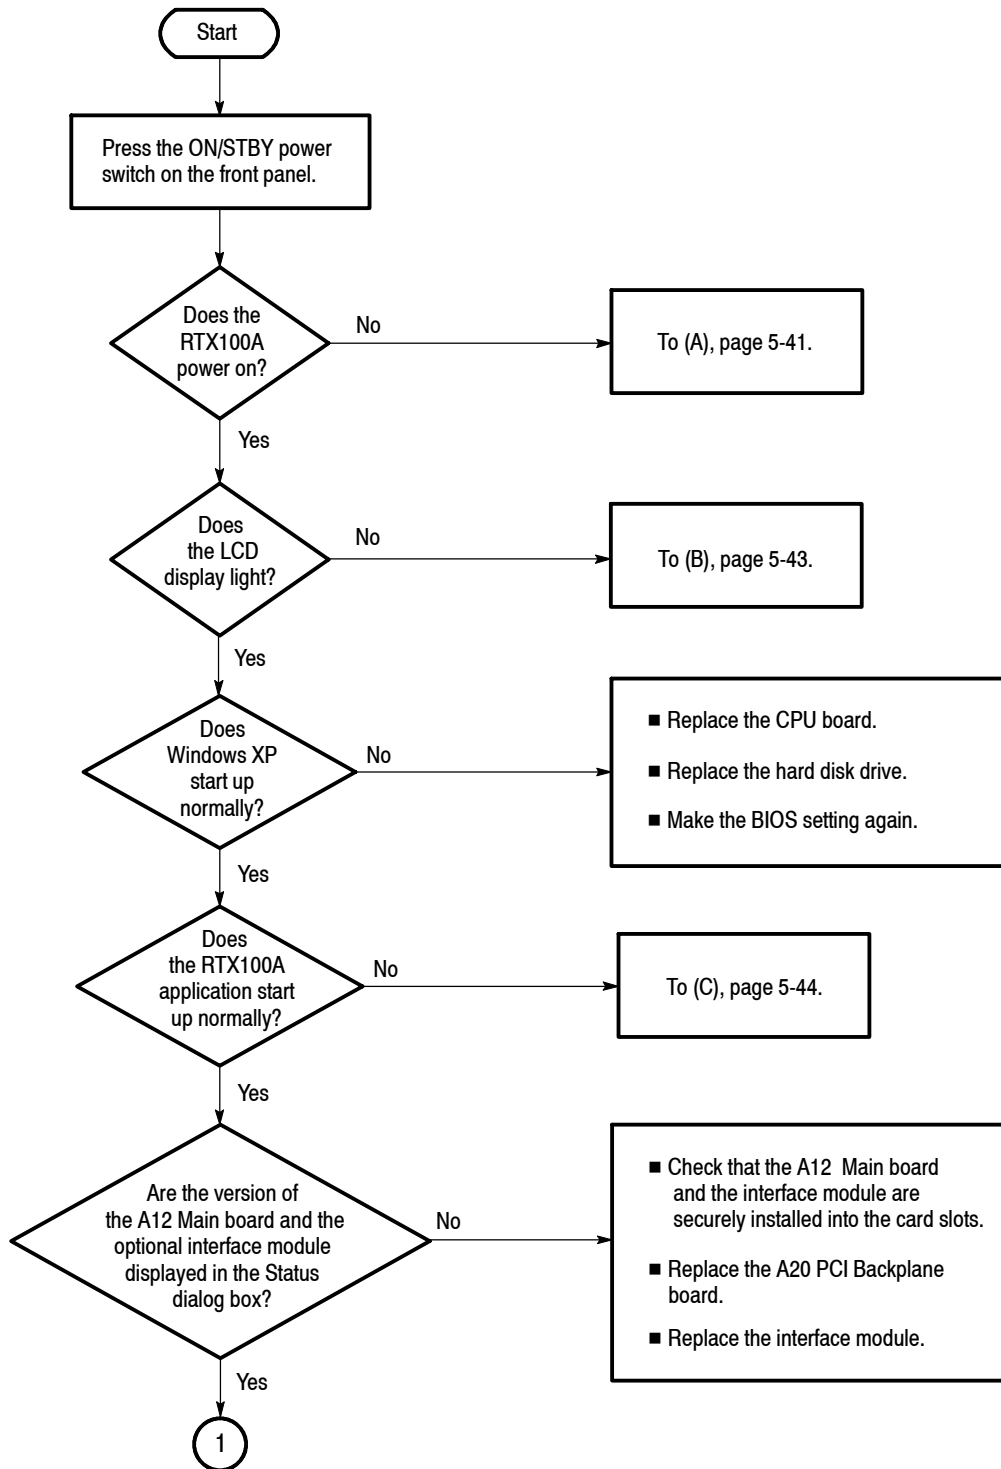 Start
Press the ON/STBY power
switch on the front panel.
Does the
RTX100A
power on?
No
To (A), page 5-41.
Yes
Does
the LCD
display light?
No
To (B), page 5-43.
Yes
Does
Windows XP
start up
normally?
No
■ Replace the CPU board.
■ Replace the hard disk drive.
■ Make the BIOS setting again.
Yes
Does
the RTX100A
application start
up normally?
No
To (C), page 5-44.
Yes
Are the version of
the A12 Main board and the
optional interface module
displayed in the Status
dialog box?
No
■ Check that the A12 Main board
and the interface module are
securely installed into the card slots.
■ Replace the A20 PCI Backplane
board.
■ Replace the interface module.
Yes
1